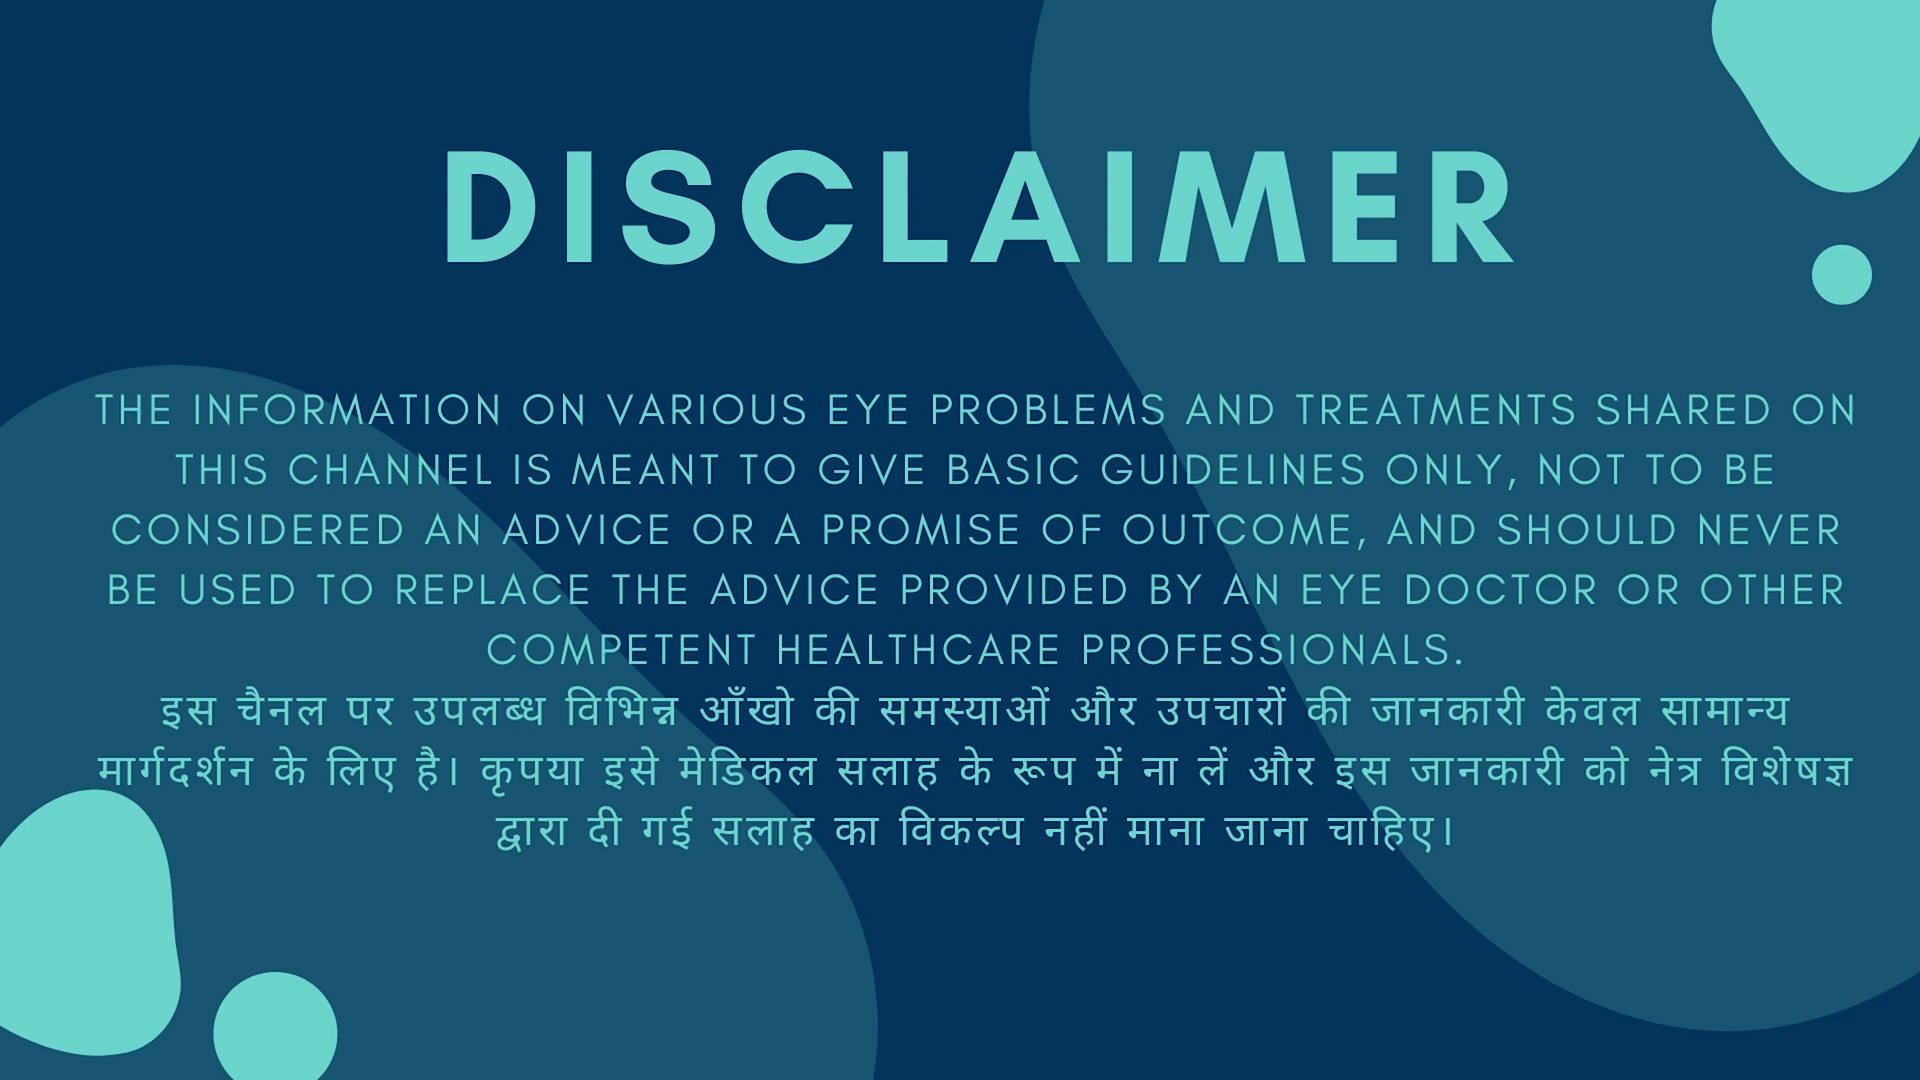 DISCLAIMER
THE INFORMATION ON VARIOUS EYE PROBLEMS AND TREATMENTS SHARED ON
THIS CHANNEL IS MEANT TO GIVE BASIC GUIDELINES ONLY, NOT TO BE
CONSIDERED AN ADVICE OR A PROMISE OF OUTCOME, AND SHOULD NEVER
BE USED TO REPLACE THE ADVICE PROVIDED BY AN EYE DOCTOR OR OTHER
COMPETENT HEALTHCARE PROFESSIONALS.
इस चैनल पर उपलब्ध विभिन्न आँखो की समस्याओं और उपचारों की जानकारी केवल सामान्य
मार्गदर्शन के लिए है। कृपया इसे मेडिकल सलाह के रूप में ना लें और इस जानकारी को नेत्र विशेषज्ञ
द्वारा दी गई सलाह का विकल्प नहीं माना जाना चाहिए।